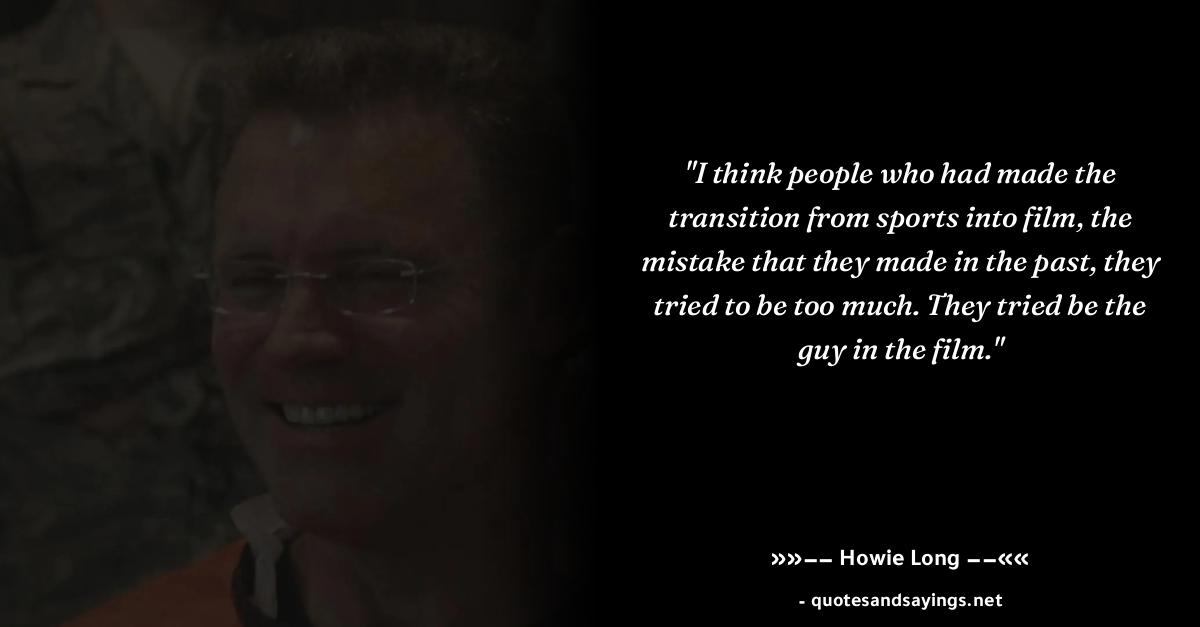 "I think people who had made the
transition from sports into film, the
mistake that they made in the past, they
tried to be too much. They tried be the
guy in the film."
»»−− Howie Long −−««
- quotesandsayings.net